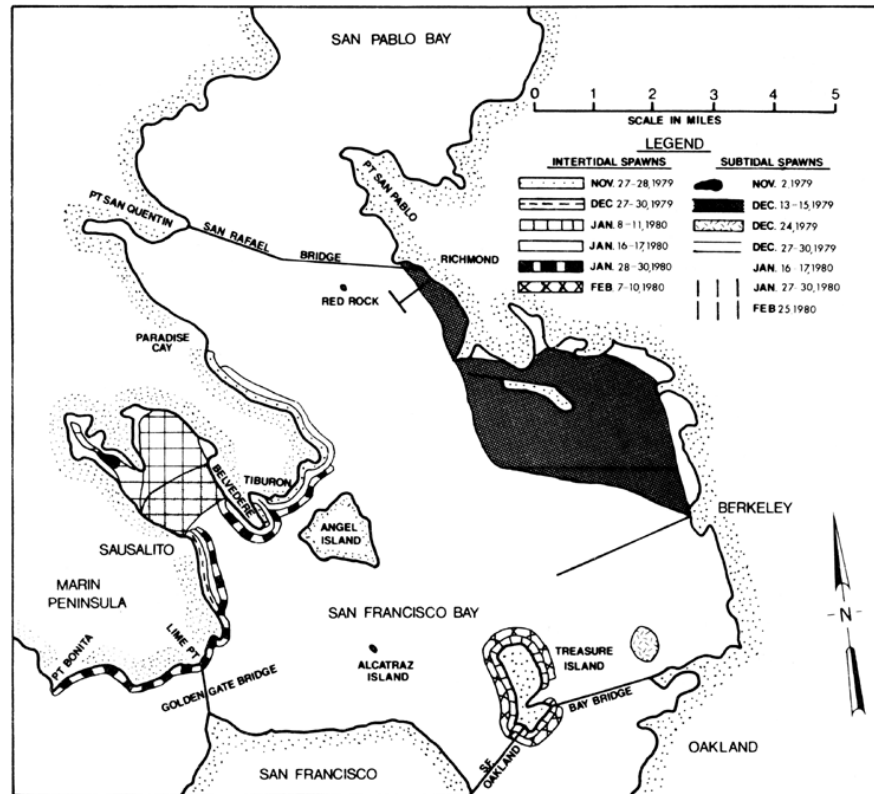 SAN PABLO BAY
0 1 2 3 4 5
SCALE IN MILES
LEGEND
INTERTIDAL SPAWNS
NOV. 27-28, 1979
DEC 27-30, 1979
JAN. 8-11, 1980
JAN. 16-17, 1980
JAN. 28-30, 1980
FEB. 7-10, 1980
SUBTIDAL SPAWNS
NOV. 2, 1979
DEC. 13-15, 1979
DEC. 24, 1979
DEC. 27-30, 1979
JAN. 16-17, 1980
JAN. 27-30, 1980
FEB 25 1980
PT SAN PABLO
PT SAN QUENTIN
SAN RAFAEL
BRIDGE
RICHMOND
RED ROCK
PARADISE
CAY
BELVEDERE
TIBURON
ANGEL
ISLAND
BERKELEY
SAUSALITO
MARIN
PENINSULA
SAN FRANCISCO BAY
-N-
LIME PT
PT BONITA
TREASURE
ISLAND
ALCATRAZ
ISLAND
GOLDEN GATE BRIDGE
BAY BRIDGE
S.F.
OAKLAND
OAKLAND
SAN FRANCISCO